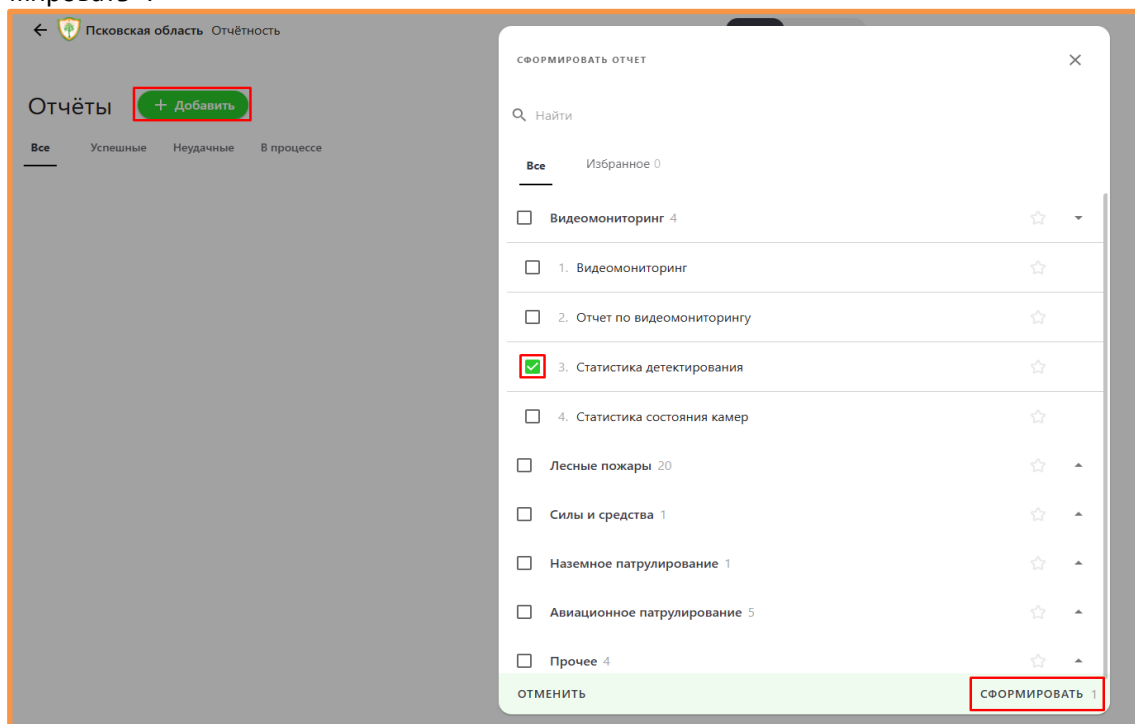 мировать".
Псковская область Отчётность
Отчёты + Добавить
Все Успешные Неудачные В процессе
СФОРМИРОВАТЬ ОТЧЕТ
Найти
Все Избранное 0
Видеомониторинг 4
1. Видеомониторинг
2. Отчет по видеомониторингу
3. Статистика детектирования
4. Статистика состояния камер
Лесные пожары 20
Силы и средства 1
Наземное патрулирование 1
Авиационное патрулирование 5
Прочее 4
ОТМЕНИТЬ СФОРМИРОВАТЬ 1